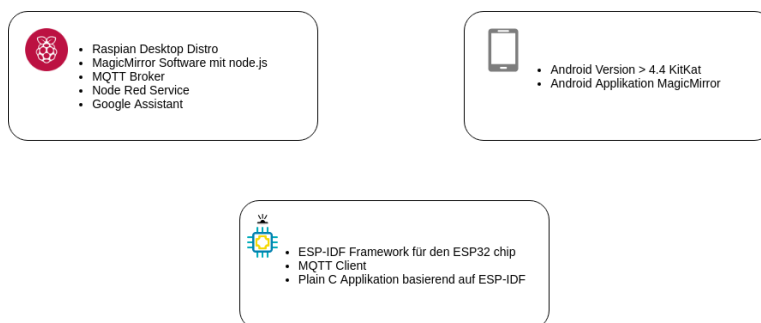 Raspian Desktop Distro
MagicMirror Software mit node.js
MQTT Broker
Node Red Service
Google Assistant
Android Version > 4.4 KitKat
Android Applikation MagicMirror
ESP-IDF Framework für den ESP32 chip
MQTT Client
Plain C Applikation basierend auf ESP-IDF